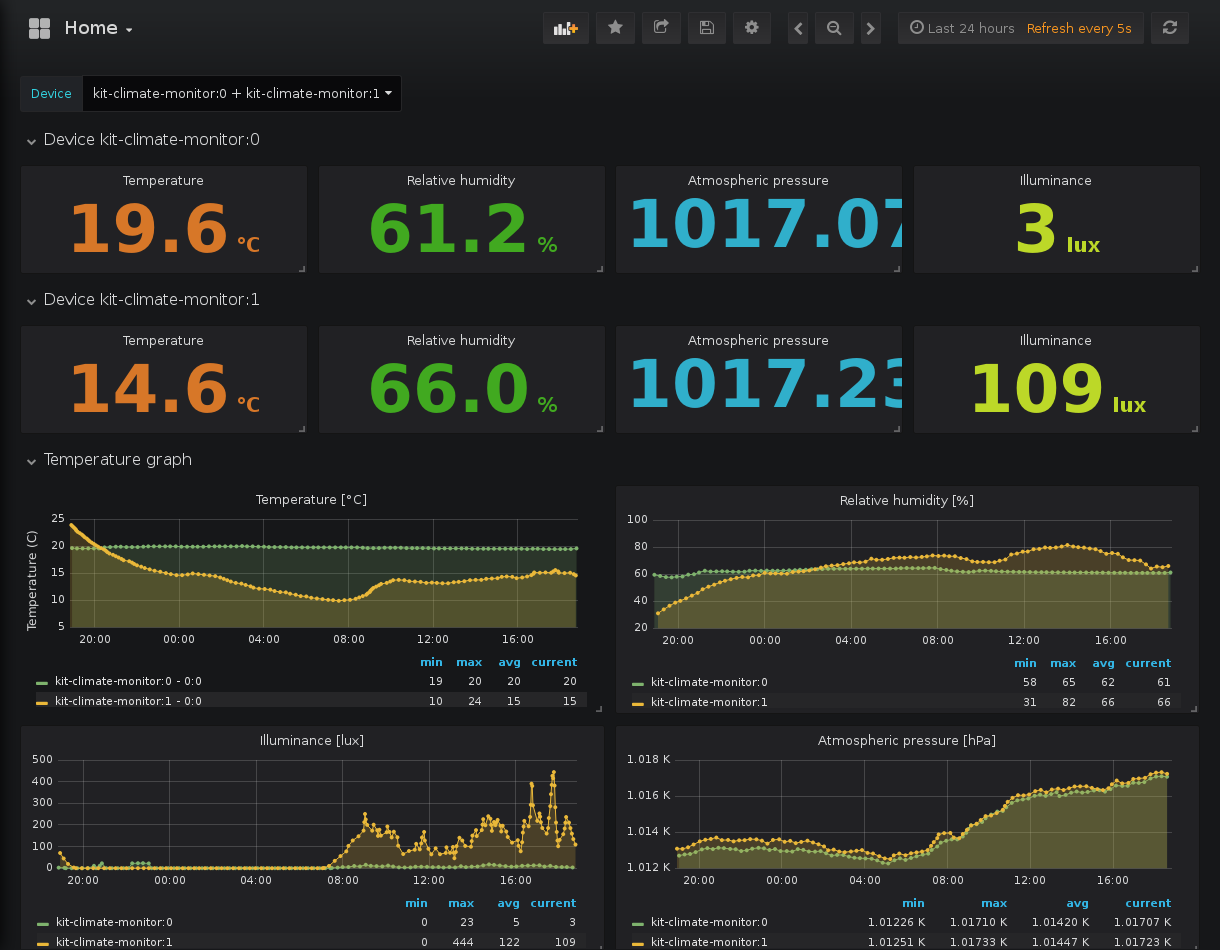 Home
Last 24 hours Refresh every 5s
Device kit-climate-monitor:0 + kit-climate-monitor:1
Device kit-climate-monitor:0
Temperature Relative humidity Atmospheric pressure Illuminance
19.6 °C 61.2 % 1017.07 3 lux
Device kit-climate-monitor:1
Temperature Relative humidity Atmospheric pressure Illuminance
14.6 °C 66.0 % 1017.23 109 lux
Temperature graph
Temperature [°C]
Temperature (C)
25
20
15
10
5
20:00 00:00 04:00 08:00 12:00 16:00
min max avg current
kit-climate-monitor:0 - 0:0 19 20 20 20
kit-climate-monitor:1 - 0:0 10 24 15 15
Relative humidity [%]
100
80
60
40
20
20:00 00:00 04:00 08:00 12:00 16:00
min max avg current
kit-climate-monitor:0 58 65 62 61
kit-climate-monitor:1 31 82 66 66
Illuminance [lux]
500
400
300
200
100
0
20:00 00:00 04:00 08:00 12:00 16:00
min max avg current
kit-climate-monitor:0 0 23 5 3
kit-climate-monitor:1 0 444 122 109
Atmospheric pressure [hPa]
1.018 K
1.016 K
1.014 K
1.012 K
20:00 00:00 04:00 08:00 12:00 16:00
min max avg current
kit-climate-monitor:0 1.01226 K 1.01710 K 1.01420 K 1.01707 K
kit-climate-monitor:1 1.01251 K 1.01733 K 1.01447 K 1.01723 K